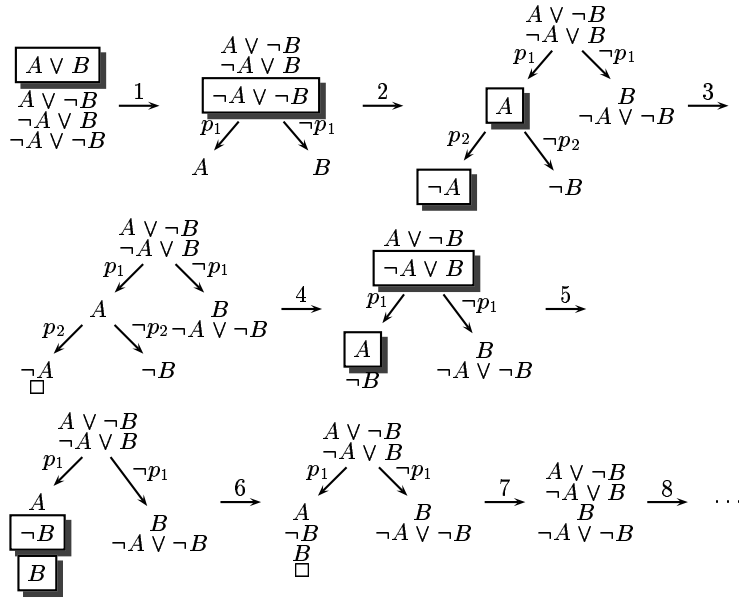 A ∨ B
A ∨ ¬B
¬A ∨ B
¬A ∨ ¬B
1
A ∨ ¬B
¬A ∨ B
¬A ∨ ¬B
p₁ ¬p₁
A B
2
A ∨ ¬B
¬A ∨ B
p₁ ¬p₁
A B
¬A ∨ ¬B
p₂ ¬p₂
¬A ¬B
3
A ∨ ¬B
¬A ∨ B
p₁ ¬p₁
A B
p₂ ¬p₂ ¬A ∨ ¬B
¬A ¬B
□
4
A ∨ ¬B
¬A ∨ B
p₁ ¬p₁
A B
¬B ¬A ∨ ¬B
5
A ∨ ¬B
¬A ∨ B
p₁ ¬p₁
A B
¬B ¬A ∨ ¬B
B
6
A ∨ ¬B
¬A ∨ B
p₁ ¬p₁
A B
¬B ¬A ∨ ¬B
B
□
7
A ∨ ¬B
¬A ∨ B
B
¬A ∨ ¬B
8
···